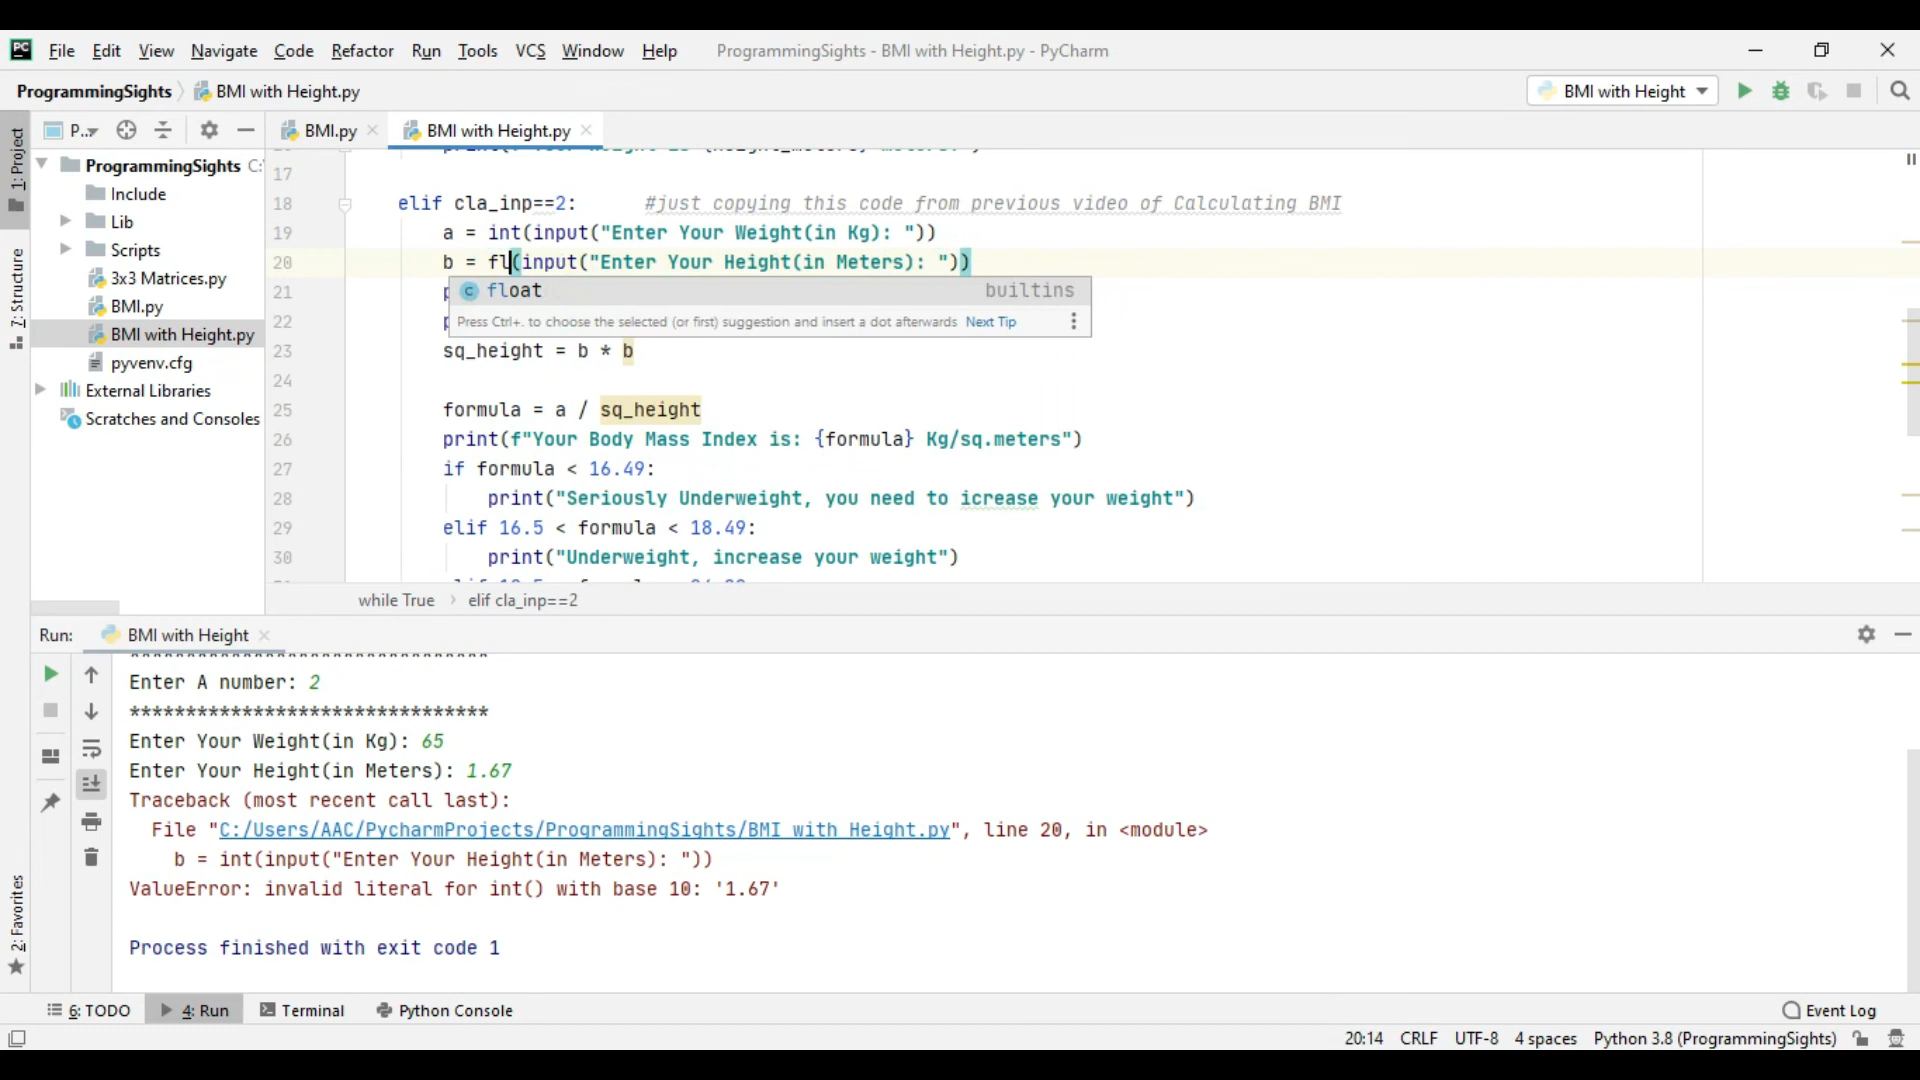 PC File Edit View Navigate Code Refactor Run Tools VCS Window Help ProgrammingSights - BMI with Height.py - PyCharm
ProgrammingSights BMI with Height.py BMI with Height
P.. BMI.py BMI with Height.py
1: Project
7: Structure
2: Favorites
ProgrammingSights C:
Include
Lib
Scripts
3x3 Matrices.py
BMI.py
BMI with Height.py
pyvenv.cfg
External Libraries
Scratches and Consoles
17
18 elif cla_inp==2: #just copying this code from previous video of Calculating BMI
19 a = int(input("Enter Your Weight(in Kg): "))
20 b = fl(input("Enter Your Height(in Meters): "))
21
float builtins
22
Press Ctrl+. to choose the selected (or first) suggestion and insert a dot afterwards Next Tip
23 sq_height = b * b
24
25 formula = a / sq_height
26 print(f"Your Body Mass Index is: {formula} Kg/sq.meters")
27 if formula < 16.49:
28 print("Seriously Underweight, you need to icrease your weight")
29 elif 16.5 < formula < 18.49:
30 print("Underweight, increase your weight")
while True elif cla_inp==2
Run: BMI with Height
Enter A number: 2
********************************
Enter Your Weight(in Kg): 65
Enter Your Height(in Meters): 1.67
Traceback (most recent call last):
File "C:/Users/AAC/PycharmProjects/ProgrammingSights/BMI with Height.py", line 20, in <module>
b = int(input("Enter Your Height(in Meters): "))
ValueError: invalid literal for int() with base 10: '1.67'
Process finished with exit code 1
6: TODO 4: Run Terminal Python Console Event Log
20:14 CRLF UTF-8 4 spaces Python 3.8 (ProgrammingSights)